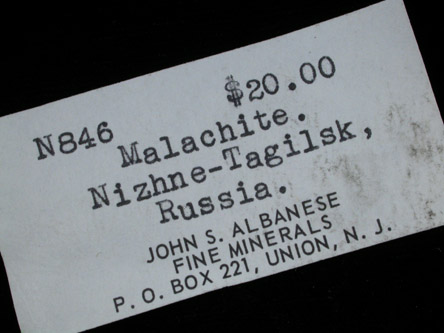 $20.00
N846
Malachite.
Nizhne-Tagilsk,
Russia.
JOHN S. ALBANESE
FINE MINERALS
P. O. BOX 221, UNION, N. J.